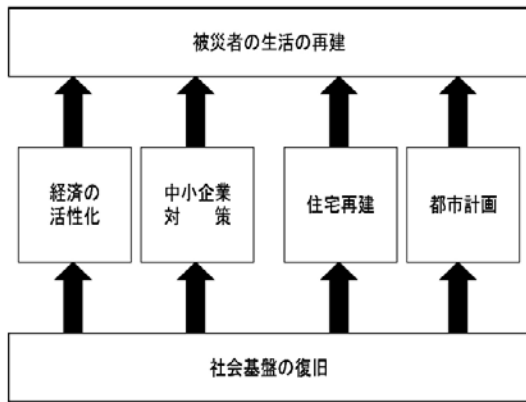 被災者の生活の再建
経済の
活性化
中小企業
対　　策
住宅再建
都市計画
社会基盤の復旧